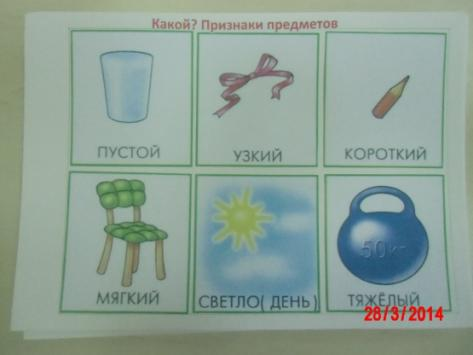 Какой? Признаки предметов
ПУСТОЙ
УЗКИЙ
КОРОТКИЙ
МЯГКИЙ
СВЕТЛО( ДЕНЬ )
50кг
ТЯЖЁЛЫЙ
28/3/2014